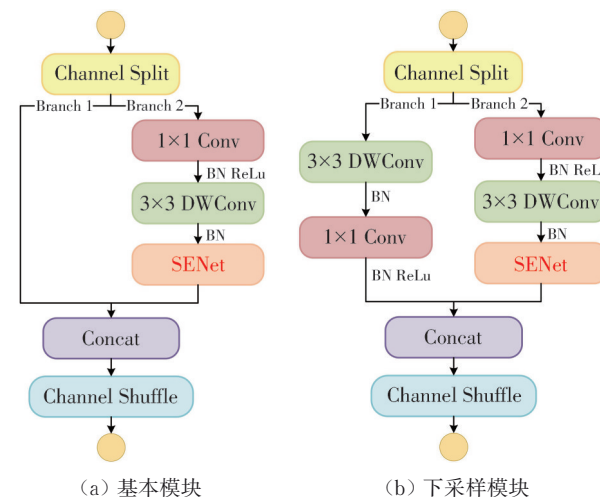 Channel Split
Branch 1 Branch 2
1×1 Conv
BN ReLu
3×3 DWConv
BN
SENet
Concat
Channel Shuffle
(a) 基本模块
Channel Split
Branch 1 Branch 2
3×3 DWConv
BN
1×1 Conv
BN ReLu
1×1 Conv
BN ReL
3×3 DWConv
BN
SENet
Concat
Channel Shuffle
(b) 下采样模块